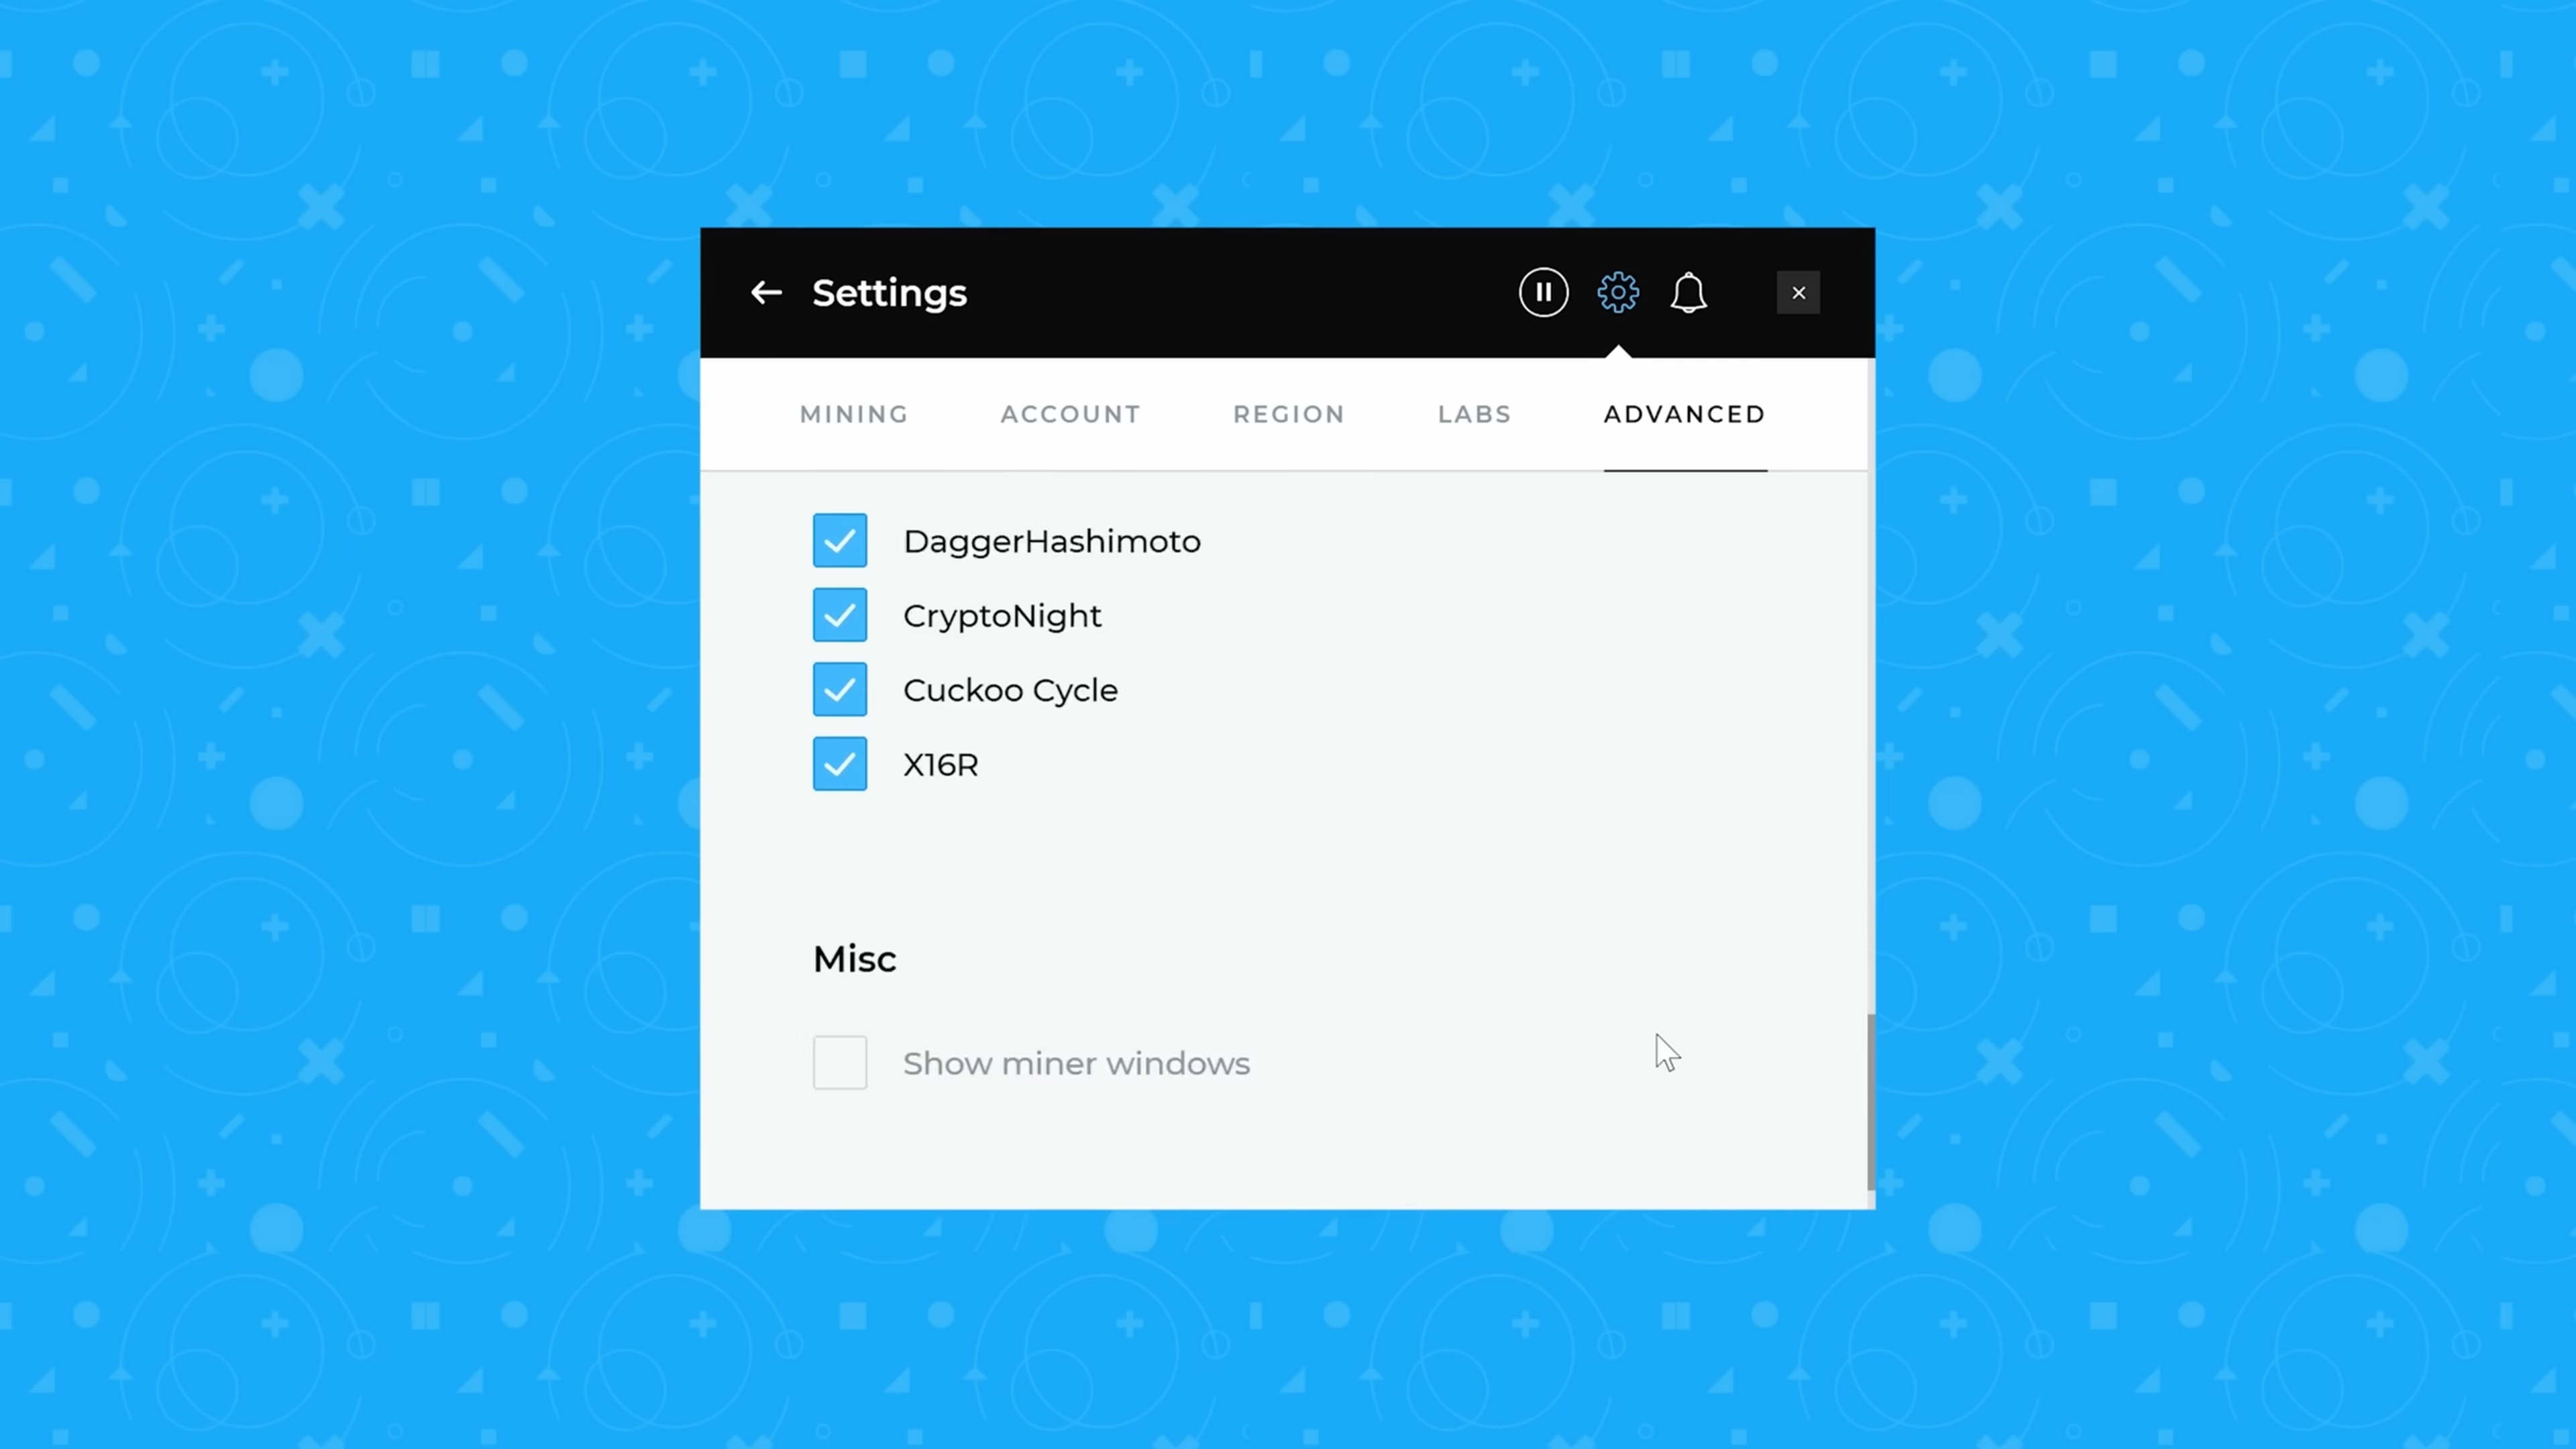 Settings
MINING ACCOUNT REGION LABS ADVANCED
DaggerHashimoto
CryptoNight
Cuckoo Cycle
X16R
Misc
Show miner windows